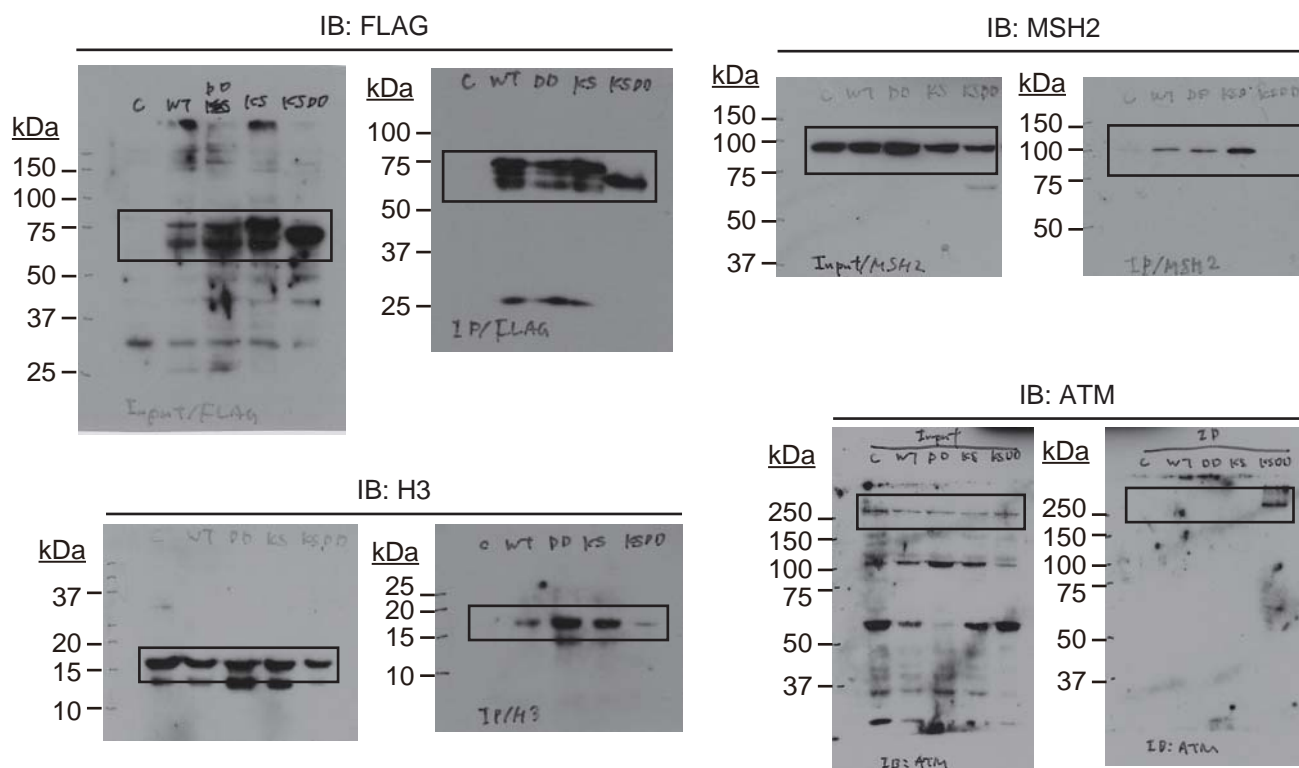 IB: FLAG
C WT DD KS KSDD
kDa
150
100
75
50
37
25
Input/FLAG
C WT DD KS KSDD
kDa
100
75
50
37
25
IP/FLAG
IB: MSH2
C WT DD KS KSDD
kDa
150
100
75
50
37
Input/MSH2
C WT DD
kDa
150
100
75
50
IP/MSH2
IB: H3
C WT DD KS KSDD
kDa
37
20
15
10
C WT DD KS KSDD
kDa
25
20
15
10
IP/H3
IB: ATM
Input
C WT DD KS KSDD
kDa
250
150
100
75
50
37
IB: ATM
IP
C WT DD KS KSDD
kDa
250
150
100
75
50
37
IP: ATM